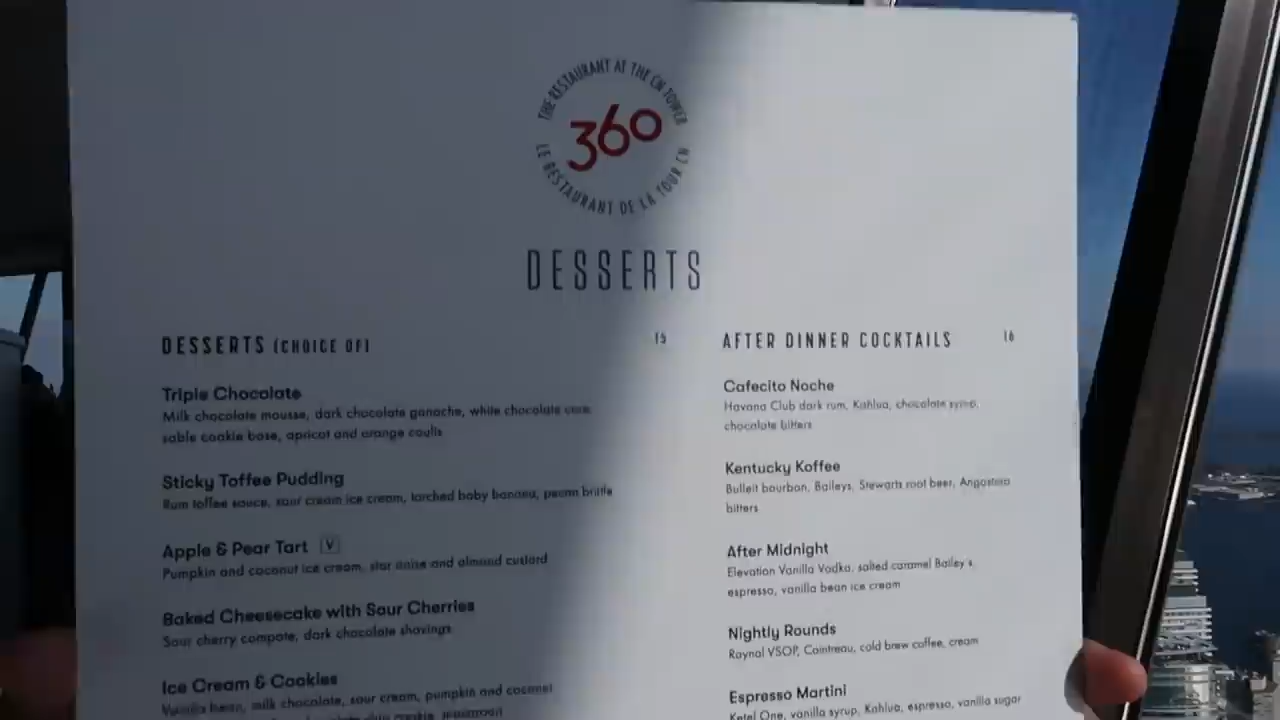 THE RESTAURANT AT THE CN TOWER
360
LE RESTAURANT DE LA TOUR CN
DESSERTS
DESSERTS (CHOICE OF) 15
Triple Chocolate
Milk chocolate mousse, dark chocolate ganache, white chocolate core
sable cookie base, apricot and orange coulis
Sticky Toffee Pudding
Rum toffee sauce, sour cream ice cream, torched baby banana, pecan brittle
Apple & Pear Tart V
Pumpkin and coconut ice cream, star anise and almond custard
Baked Cheesecake with Sour Cherries
Sour cherry compote, dark chocolate shavings
Ice Cream & Cookies
Vanilla bean, milk chocolate, sour cream, pumpkin and coconut
AFTER DINNER COCKTAILS 16
Cafecito Noche
Havana Club dark rum, Kahlua, chocolate syrup,
chocolate bitters
Kentucky Koffee
Bulleit bourbon, Baileys, Stewarts root beer, Angostura
bitters
After Midnight
Elevation Vanilla Vodka, salted caramel Bailey's
espresso, vanilla bean ice cream
Nightly Rounds
Raynal VSOP, Cointreau, cold brew coffee, cream
Espresso Martini
Ketel One, vanilla syrup, Kahlua, espresso, vanilla sugar